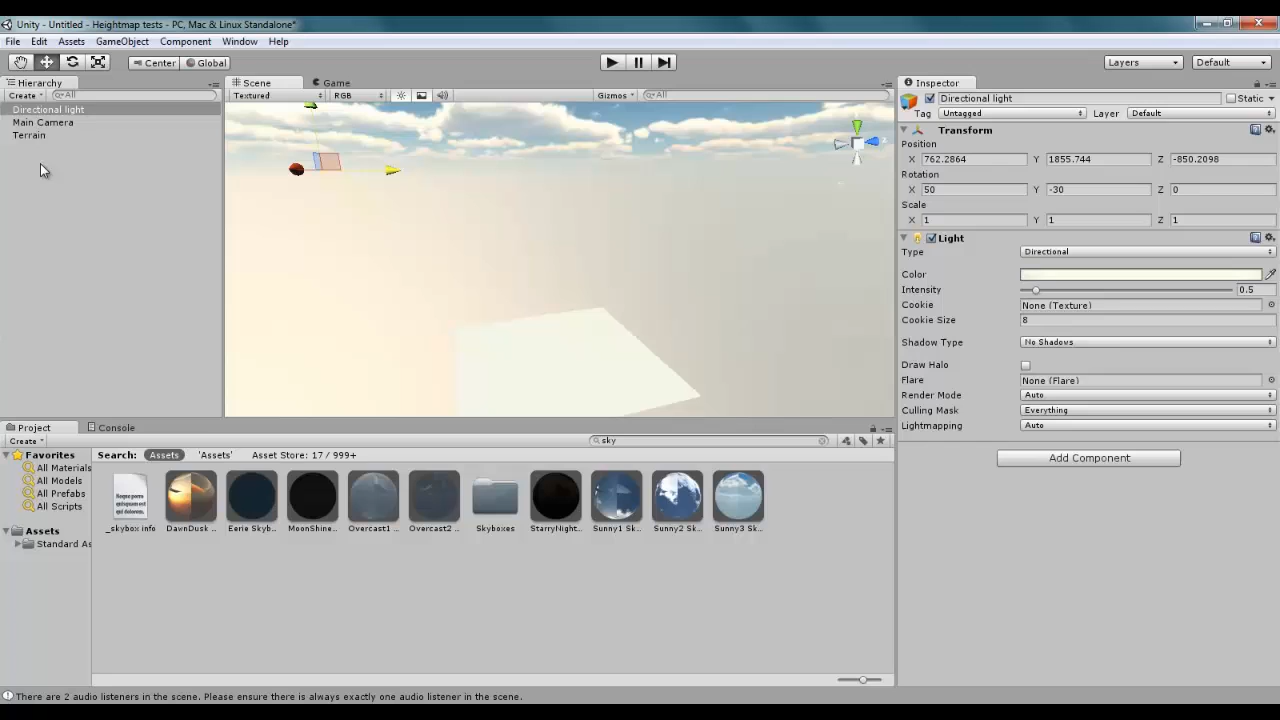 Unity - Untitled - Heightmap tests - PC, Mac & Linux Standalone*
File Edit Assets GameObject Component Window Help
Center Global
Layers Default
Hierarchy
Create All
Directional light
Main Camera
Terrain
Scene Game
Textured RGB Gizmos All
Inspector
Directional light Static
Tag Untagged Layer Default
Transform
Position
X 762.2864 Y 1855.744 Z -850.2098
Rotation
X 50 Y -30 Z 0
Scale
X 1 Y 1 Z 1
Light
Type Directional
Color
Intensity 0.5
Cookie None (Texture)
Cookie Size 8
Shadow Type No Shadows
Draw Halo
Flare None (Flare)
Render Mode Auto
Culling Mask Everything
Lightmapping Auto
Add Component
Project Console
Create sky
Favorites
All Materials
All Models
All Prefabs
All Scripts
Assets
Standard As
Search: Assets 'Assets' Asset Store: 17 / 999+
_skybox info DawnDusk ... Eerie Skyb... MoonShine... Overcast1 ... Overcast2 ... Skyboxes StarryNight... Sunny1 Sk... Sunny2 Sk... Sunny3 Sk...
There are 2 audio listeners in the scene. Please ensure there is always exactly one audio listener in the scene.